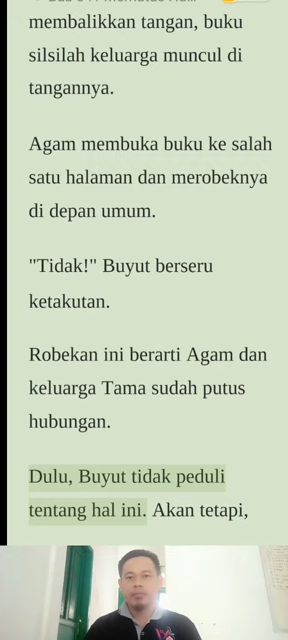 membalikkan tangan, buku
silsilah keluarga muncul di
tangannya.
Agam membuka buku ke salah
satu halaman dan merobeknya
di depan umum.
"Tidak!" Buyut berseru
ketakutan.
Robekan ini berarti Agam dan
keluarga Tama sudah putus
hubungan.
Dulu, Buyut tidak peduli
tentang hal ini. Akan tetapi,